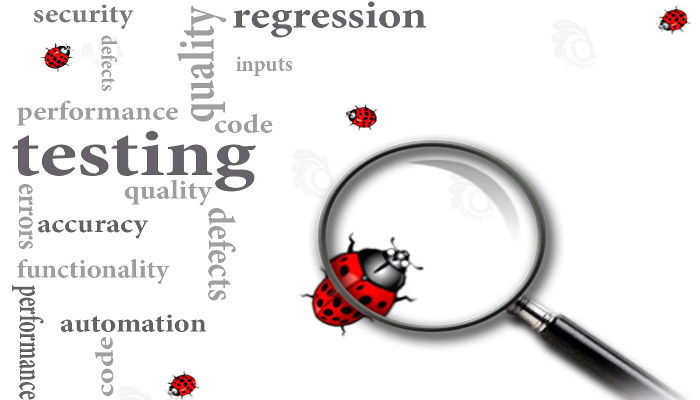 security
regression
quality
defects
inputs
performance
code
testing
quality
errors
accuracy
defects
functionality
performance
automation
code